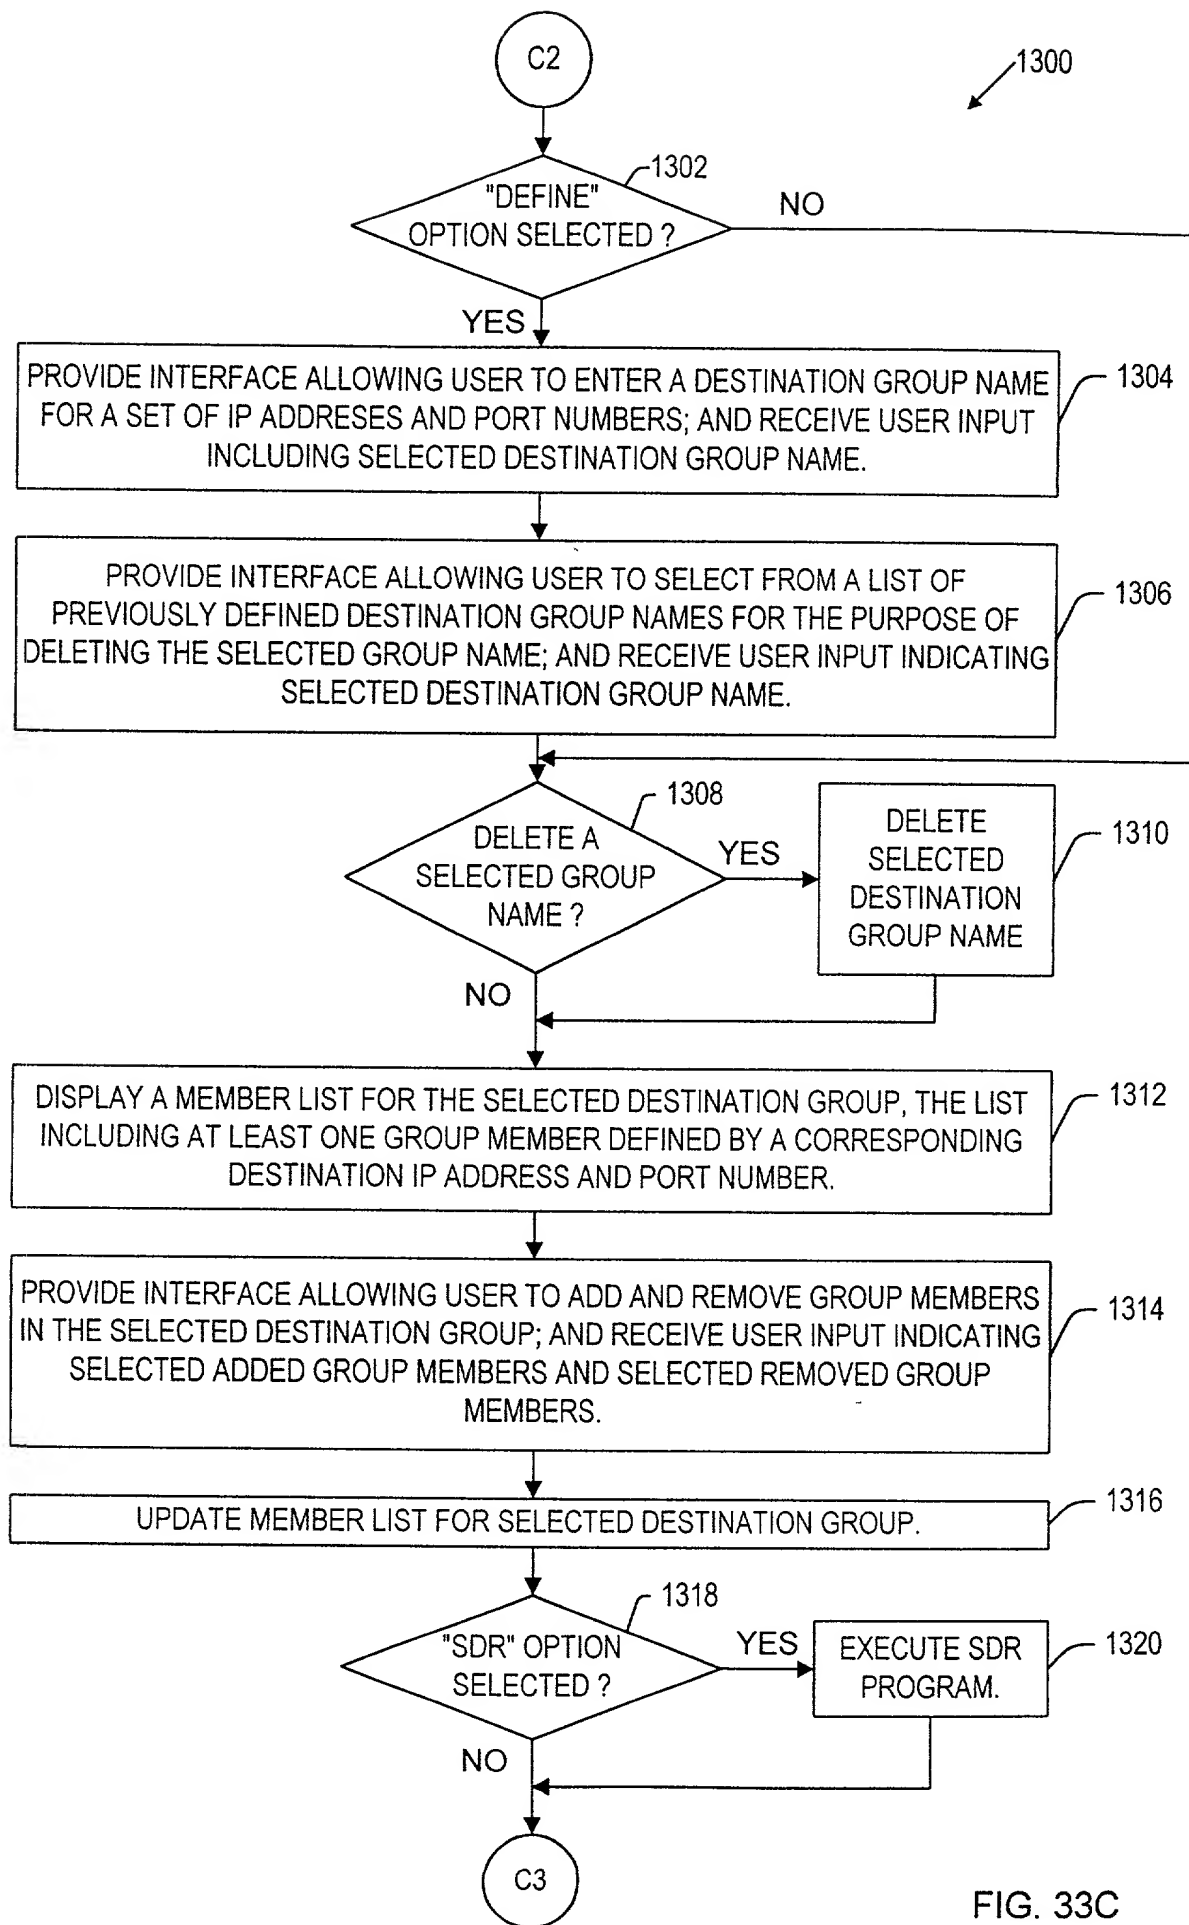 C2
1300
1302
"DEFINE"
OPTION SELECTED ?
NO
YES
PROVIDE INTERFACE ALLOWING USER TO ENTER A DESTINATION GROUP NAME
FOR A SET OF IP ADDRESES AND PORT NUMBERS; AND RECEIVE USER INPUT
INCLUDING SELECTED DESTINATION GROUP NAME.
1304
PROVIDE INTERFACE ALLOWING USER TO SELECT FROM A LIST OF
PREVIOUSLY DEFINED DESTINATION GROUP NAMES FOR THE PURPOSE OF
DELETING THE SELECTED GROUP NAME; AND RECEIVE USER INPUT INDICATING
SELECTED DESTINATION GROUP NAME.
1306
1308
DELETE A
SELECTED GROUP
NAME ?
YES
DELETE
SELECTED
DESTINATION
GROUP NAME
1310
NO
DISPLAY A MEMBER LIST FOR THE SELECTED DESTINATION GROUP, THE LIST
INCLUDING AT LEAST ONE GROUP MEMBER DEFINED BY A CORRESPONDING
DESTINATION IP ADDRESS AND PORT NUMBER.
1312
PROVIDE INTERFACE ALLOWING USER TO ADD AND REMOVE GROUP MEMBERS
IN THE SELECTED DESTINATION GROUP; AND RECEIVE USER INPUT INDICATING
SELECTED ADDED GROUP MEMBERS AND SELECTED REMOVED GROUP
MEMBERS.
1314
UPDATE MEMBER LIST FOR SELECTED DESTINATION GROUP.
1316
1318
"SDR" OPTION
SELECTED ?
YES
EXECUTE SDR
PROGRAM.
1320
NO
C3
FIG. 33C